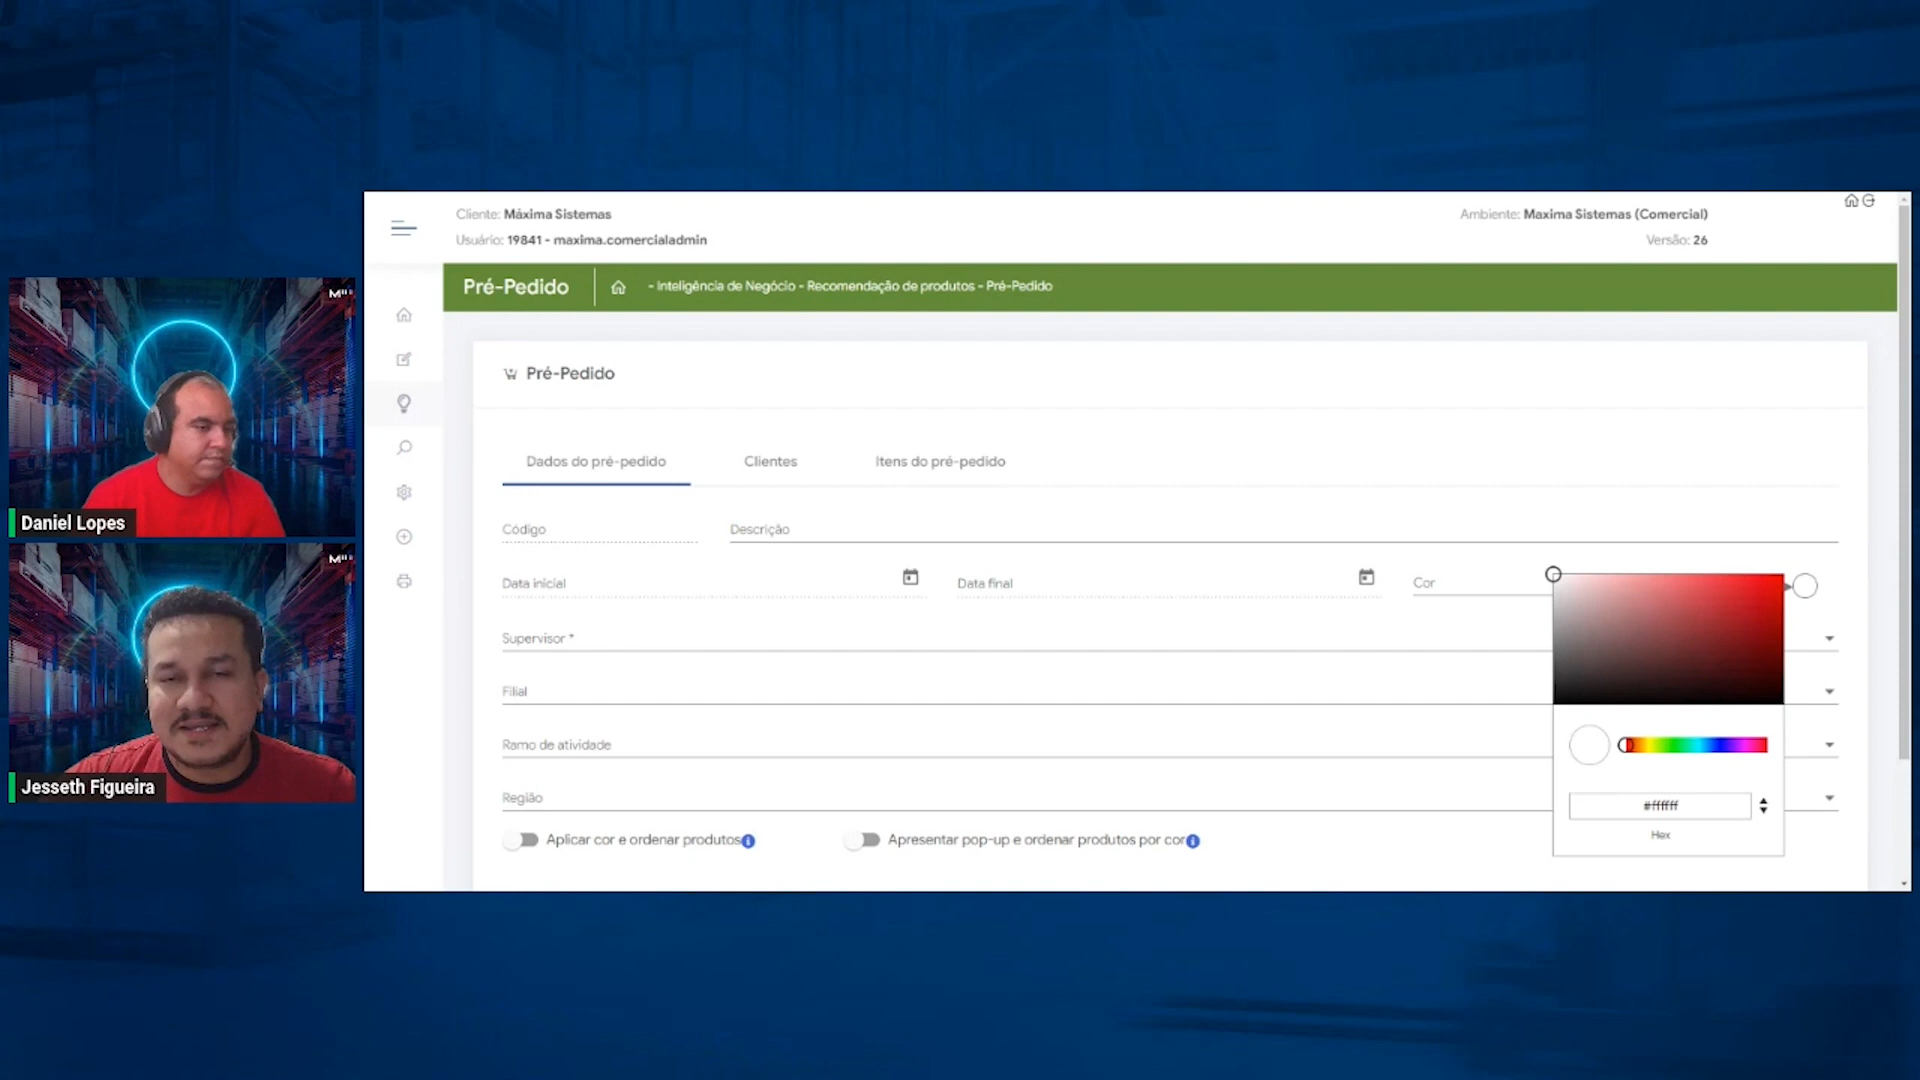 Cliente: Máxima Sistemas
Usuário: 19841 - maxima.comercialadmin
Ambiente: Maxima Sistemas (Comercial)
Versão: 26
Pré-Pedido
- Inteligência de Negócio - Recomendação de produtos - Pré-Pedido
Pré-Pedido
Dados do pré-pedido
Clientes
Itens do pré-pedido
Código
Descrição
Data inicial
Data final
Cor
Supervisor *
Filial
Ramo de atividade
Região
#ffffff
Hex
Aplicar cor e ordenar produtos
Apresentar pop-up e ordenar produtos por cor
Daniel Lopes
Jesseth Figueira